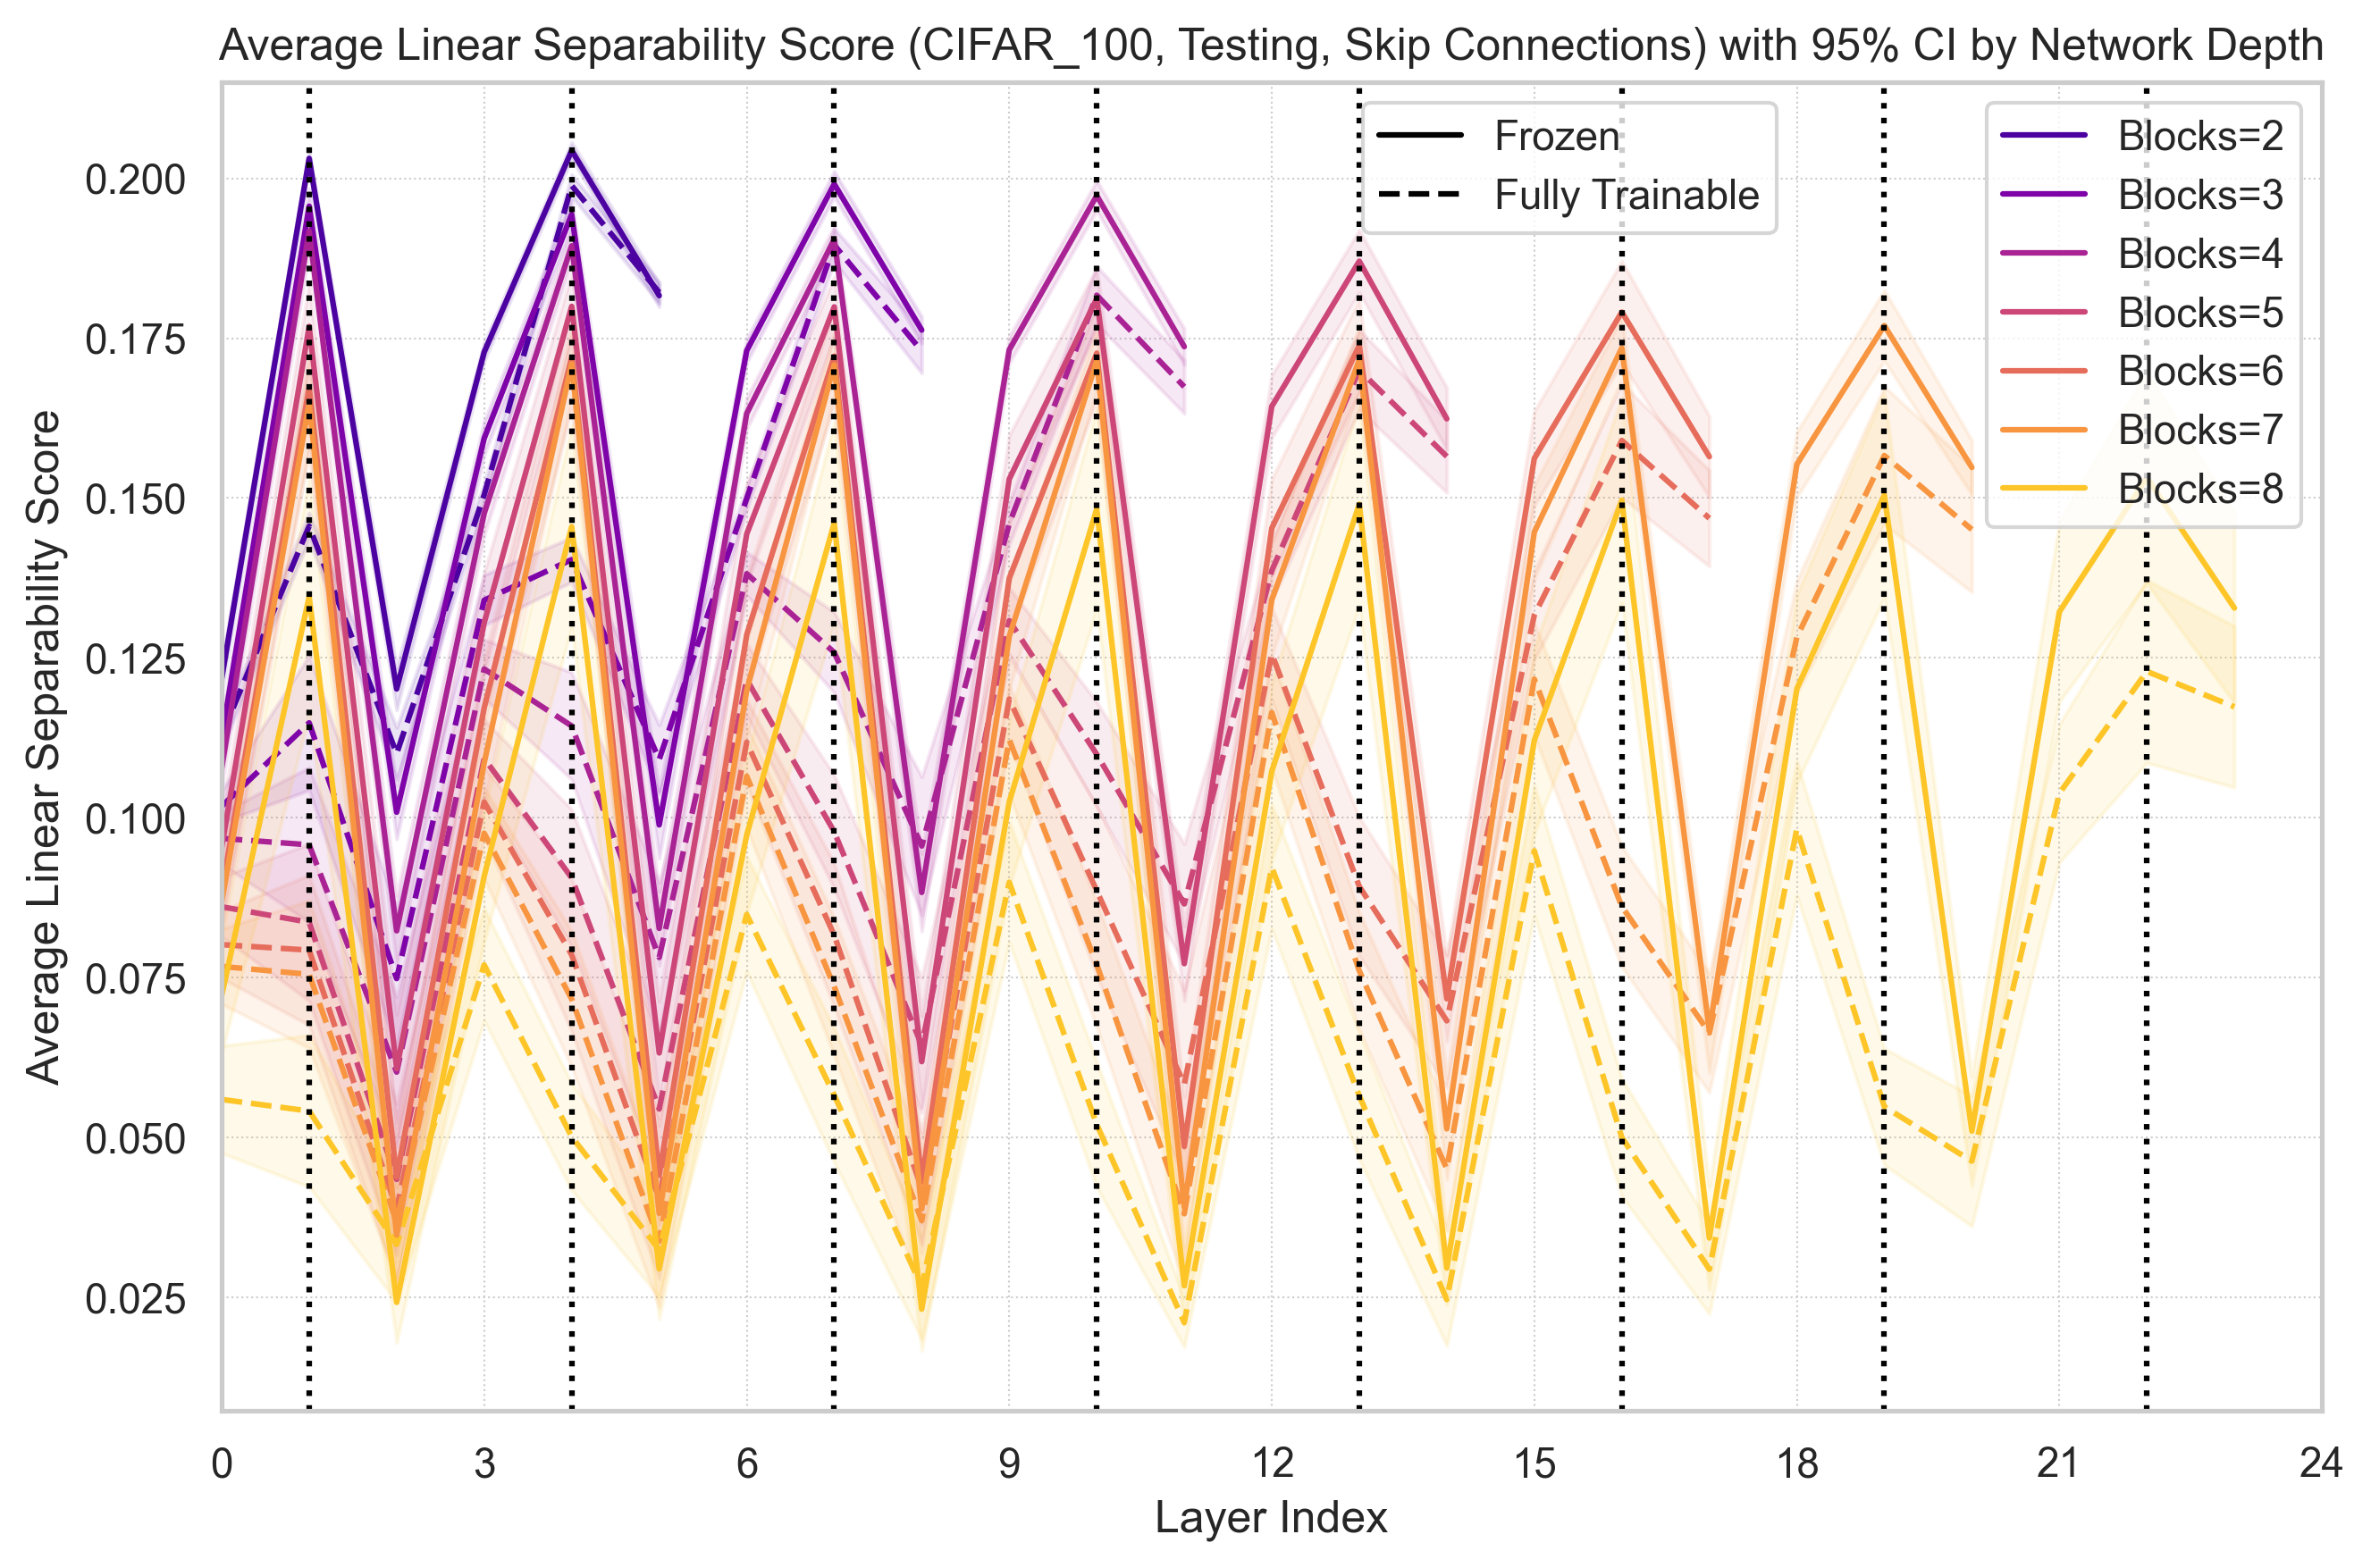 Average Linear Separability Score (CIFAR_100, Testing, Skip Connections) with 95% CI by Network Depth
Frozen
Fully Trainable
Blocks=2
Blocks=3
Blocks=4
Blocks=5
Blocks=6
Blocks=7
Blocks=8
Average Linear Separability Score
0.200
0.175
0.150
0.125
0.100
0.075
0.050
0.025
0 3 6 9 12 15 18 21 24
Layer Index